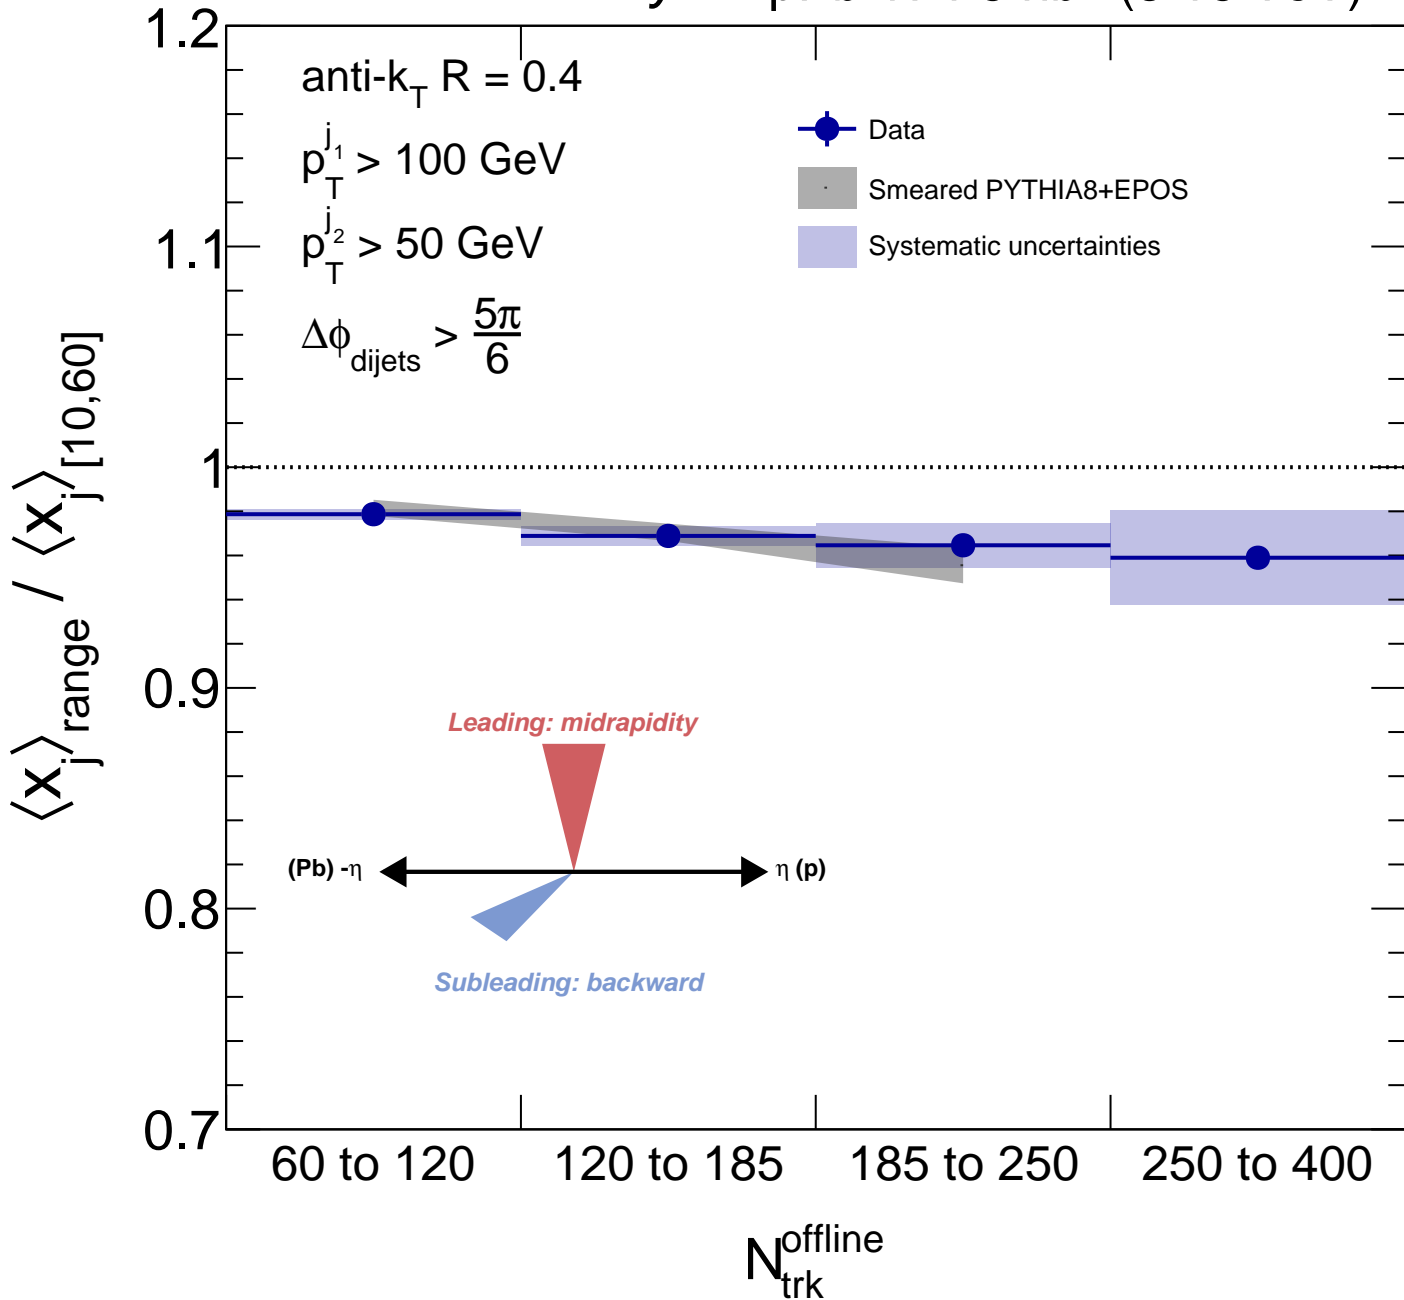 1.2
anti-k_T R = 0.4
p_T^{j_1} > 100 GeV
p_T^{j_2} > 50 GeV
Δϕ_dijets > 5π/6
Data
Smeared PYTHIA8+EPOS
Systematic uncertainties
1.1
1
0.9
0.8
0.7
⟨x_j⟩_range / ⟨x_j⟩_[10,60]
Leading: midrapidity
(Pb) -η
η (p)
Subleading: backward
60 to 120
120 to 185
185 to 250
250 to 400
N_trk^offline